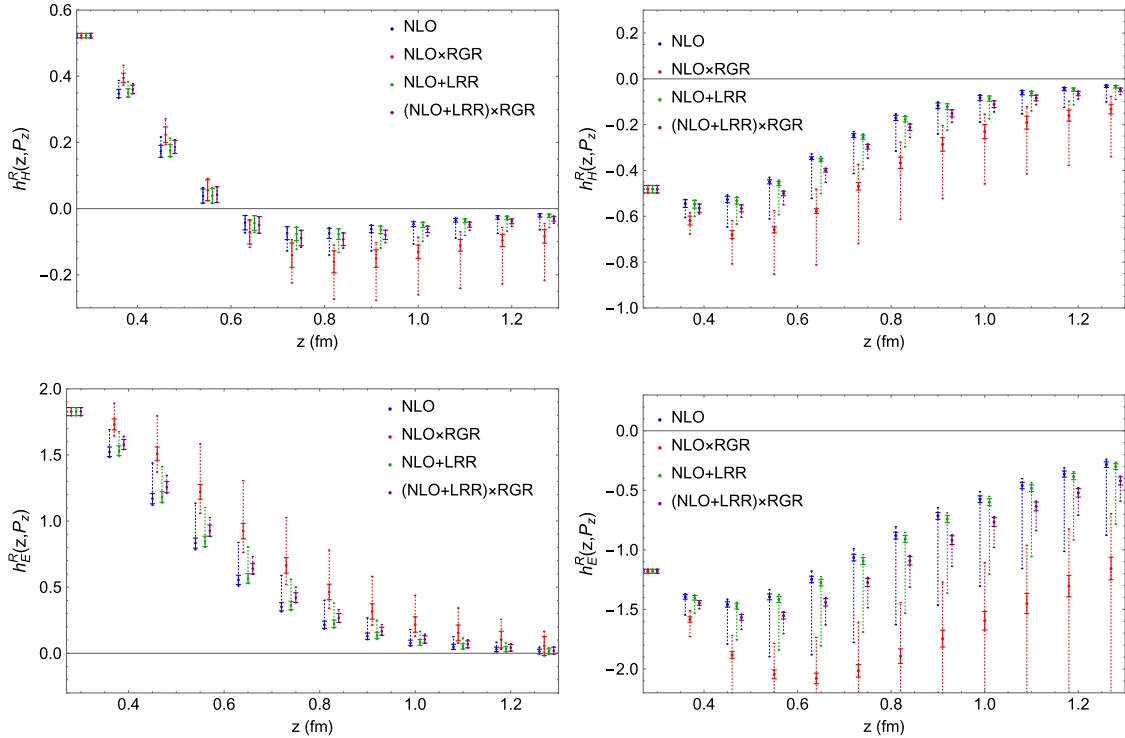 0.6
0.4
0.2
0.0
−0.2
h_H^R(z,P_z)
NLO
NLO×RGR
NLO+LRR
(NLO+LRR)×RGR
0.4 0.6 0.8 1.0 1.2
z (fm)
0.2
0.0
−0.2
−0.4
−0.6
−0.8
−1.0
h_H^R(z,P_z)
NLO
NLO×RGR
NLO+LRR
(NLO+LRR)×RGR
0.4 0.6 0.8 1.0 1.2
z (fm)
2.0
1.5
1.0
0.5
0.0
h_E^R(z,P_z)
NLO
NLO×RGR
NLO+LRR
(NLO+LRR)×RGR
0.4 0.6 0.8 1.0 1.2
z (fm)
0.0
−0.5
−1.0
−1.5
−2.0
h_E^R(z,P_z)
NLO
NLO×RGR
NLO+LRR
(NLO+LRR)×RGR
0.4 0.6 0.8 1.0 1.2
z (fm)